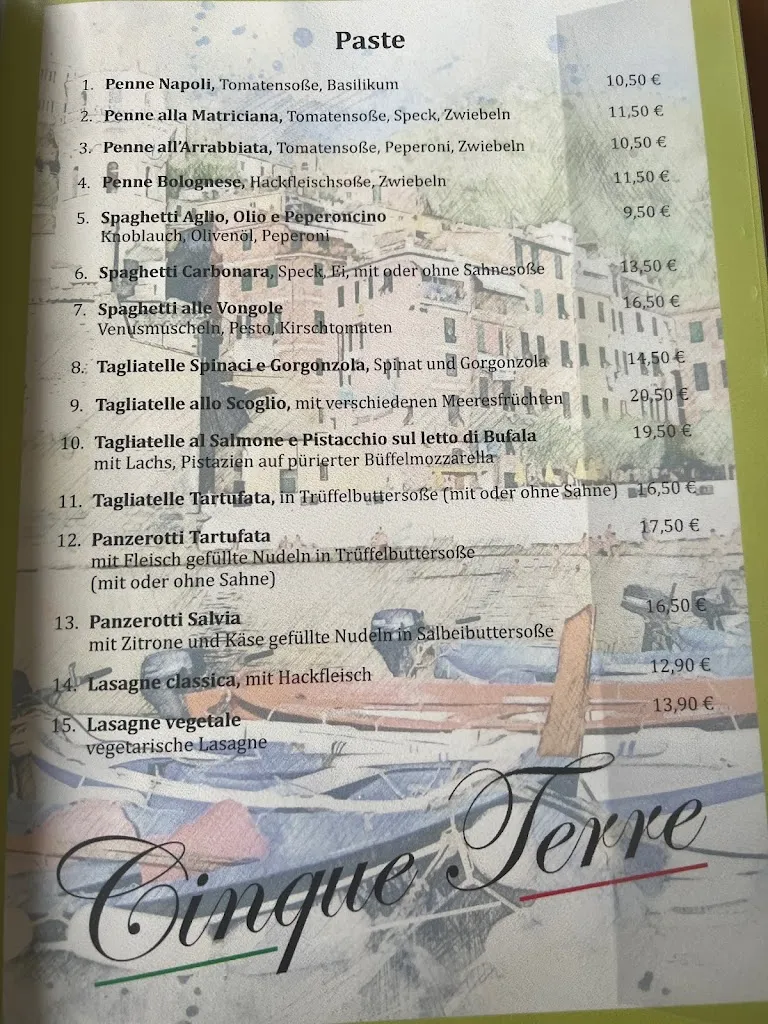 Paste
1. Penne Napoli, Tomatensoße, Basilikum 10,50 €
2. Penne alla Matriciana, Tomatensoße, Speck, Zwiebeln 11,50 €
3. Penne all'Arrabbiata, Tomatensoße, Peperoni, Zwiebeln 10,50 €
4. Penne Bolognese, Hackfleischsoße, Zwiebeln 11,50 €
5. Spaghetti Aglio, Olio e Peperoncino 9,50 €
Knoblauch, Olivenöl, Peperoni
6. Spaghetti Carbonara, Speck, Ei, mit oder ohne Sahnesoße 13,50 €
7. Spaghetti alle Vongole 16,50 €
Venusmuscheln, Pesto, Kirschtomaten
8. Tagliatelle Spinaci e Gorgonzola, Spinat und Gorgonzola 14,50 €
9. Tagliatelle allo Scoglio, mit verschiedenen Meeresfrüchten 20,50 €
10. Tagliatelle al Salmone e Pistacchio sul letto di Bufala 19,50 €
mit Lachs, Pistazien auf pürierter Büffelmozzarella
11. Tagliatelle Tartufata, in Trüffelbuttersoße (mit oder ohne Sahne) 16,50 €
12. Panzerotti Tartufata 17,50 €
mit Fleisch gefüllte Nudeln in Trüffelbuttersoße
(mit oder ohne Sahne)
13. Panzerotti Salvia 16,50 €
mit Zitrone und Käse gefüllte Nudeln in Salbeibuttersoße
14. Lasagne classica, mit Hackfleisch 12,90 €
15. Lasagne vegetale 13,90 €
vegetarische Lasagne
Cinque Terre